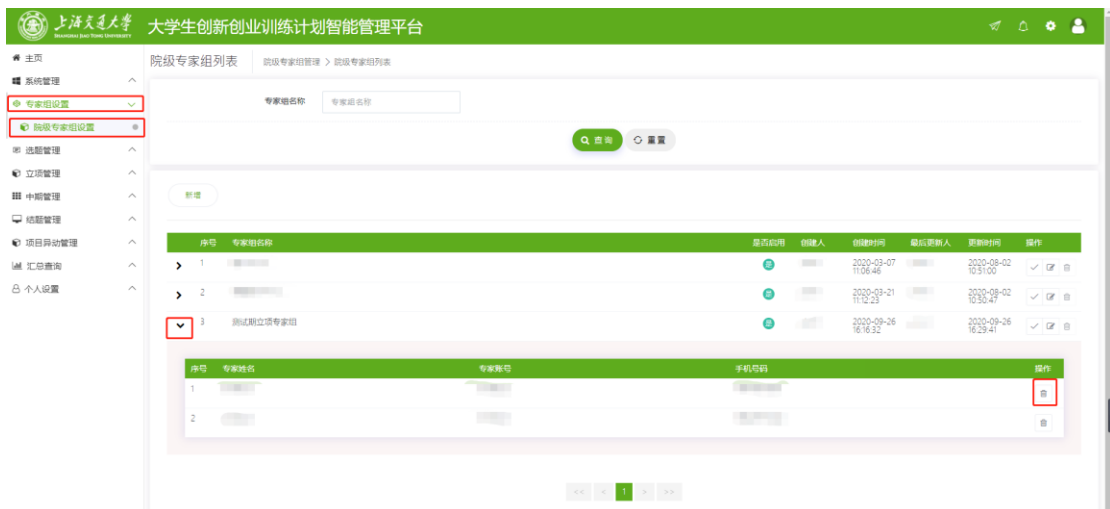 上海交通大学 大学生创新创业训练计划智能管理平台
SHANGHAI JIAO TONG UNIVERSITY
主页
系统管理
专家组设置
院级专家组设置
选题管理
立项管理
中期管理
结题管理
项目异动管理
汇总查询
个人设置
院级专家组列表 院级专家组管理 > 院级专家组列表
专家组名称 专家组名称
查询 重置
新增
序号 专家组名称 是否启用 创建人 创建时间 最后更新人 更新时间 操作
1 是 2020-03-07 11:06:46 2020-08-02 10:51:00
2 是 2020-03-21 11:12:23 2020-08-02 10:50:47
3 测试期立项专家组 是 2020-09-26 16:16:32 2020-09-26 16:29:41
序号 专家姓名 专家账号 手机号码 操作
1
2
<< < 1 > >>